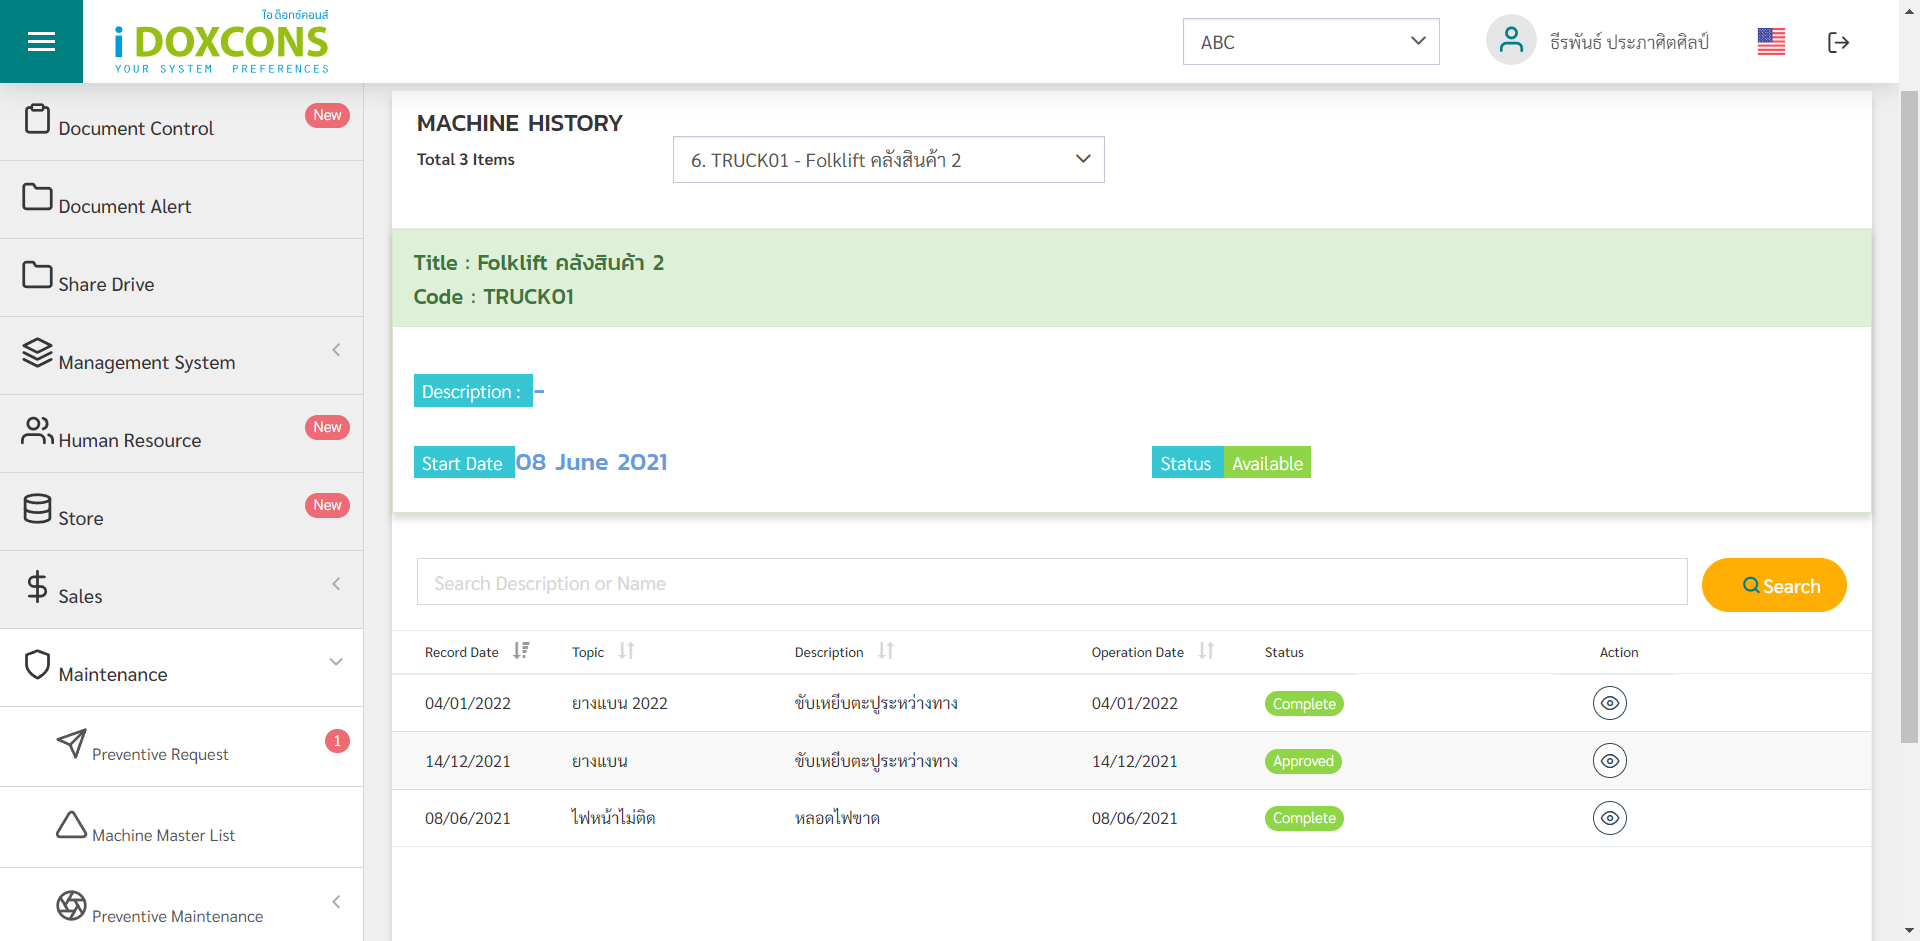 ไอด็อกซ์คอนส์
i DOXCONS
YOUR SYSTEM PREFERENCES
ABC
ธีรพันธ์ ประภาศิตศิลป์
Document Control
New
Document Alert
Share Drive
Management System
Human Resource
New
Store
New
Sales
Maintenance
Preventive Request
1
Machine Master List
Preventive Maintenance
MACHINE HISTORY
Total 3 Items
6. TRUCK01 - Folklift คลังสินค้า 2
Title : Folklift คลังสินค้า 2
Code : TRUCK01
Description : -
Start Date 08 June 2021
Status Available
Search Description or Name
Search
Record Date Topic Description Operation Date Status Action
04/01/2022 ยางแบน 2022 ขับเหยียบตะปูระหว่างทาง 04/01/2022 Complete
14/12/2021 ยางแบน ขับเหยียบตะปูระหว่างทาง 14/12/2021 Approved
08/06/2021 ไฟหน้าไม่ติด หลอดไฟขาด 08/06/2021 Complete